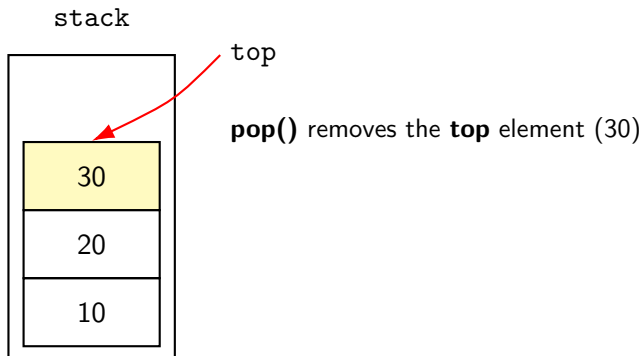 stack
top
pop() removes the top element (30)
30
20
10